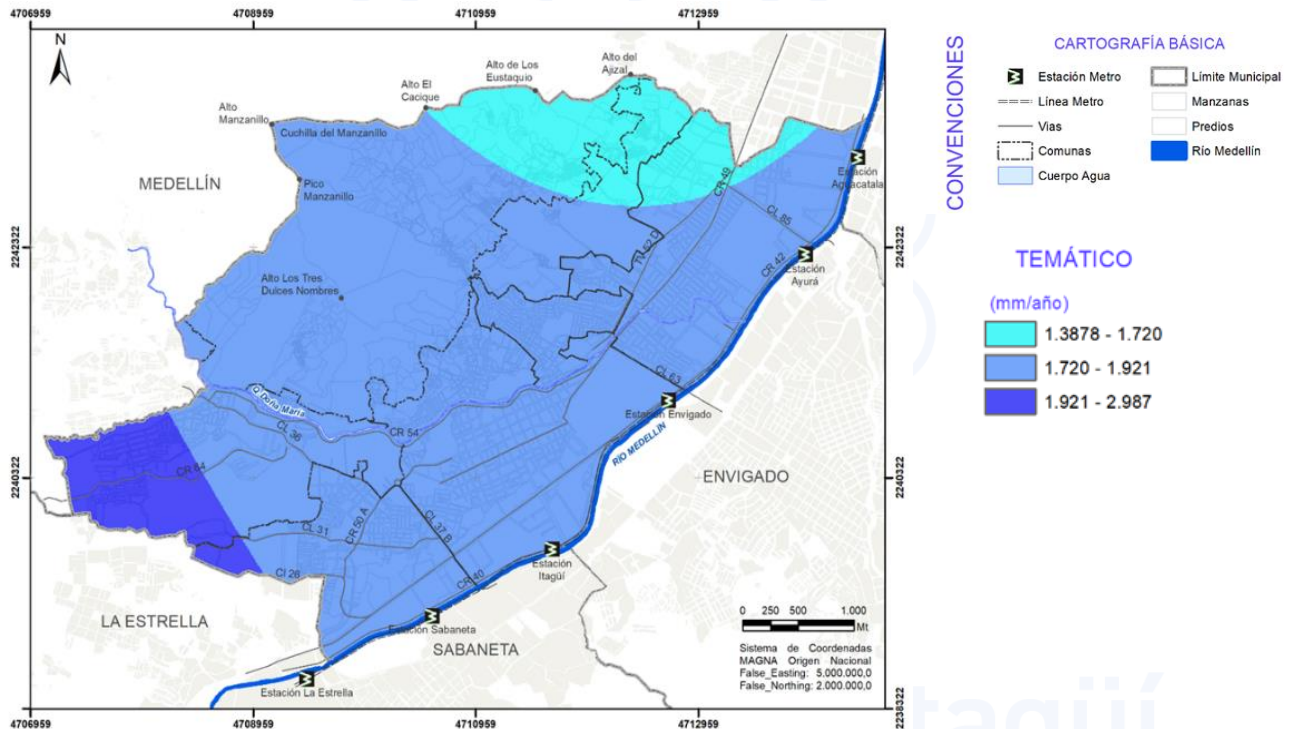 4706959
4708959
4710959
4712959
N
Alto de Los
Eustaquio
Alto del
Ajizal
Alto El
Cacique
Alto
Manzanillo
Cuchilla del Manzanillo
MEDELLÍN
Pico
Manzanillo
Estación
Aguacatala
CR 49
CL 85
2242322
2242322
TV 52 D
CR 42
Estación
Ayurá
Alto Los Tres
Dulces Nombres
CL 63
Q Doña María
Estación Envigado
CL 36
CR 54
RÍO MEDELLÍN
CR 64
2240322
2240322
ENVIGADO
CR 50 A
CL 37 B
CL 31
Cl 28
CR 40
Estación
Itagüí
LA ESTRELLA
Estación Sabaneta
SABANETA
Estación La Estrella
0 250 500 1.000
Mt
Sistema de Coordenadas
MAGNA Origen Nacional
False_Easting: 5.000.000,0
False_Northing: 2.000.000,0
2238322
4706959
4708959
4710959
4712959
CONVENCIONES
CARTOGRAFÍA BÁSICA
Estación Metro
Línea Metro
Vias
Comunas
Cuerpo Agua
Límite Municipal
Manzanas
Predios
Río Medellín
TEMÁTICO
(mm/año)
1.3878 - 1.720
1.720 - 1.921
1.921 - 2.987
tagüí